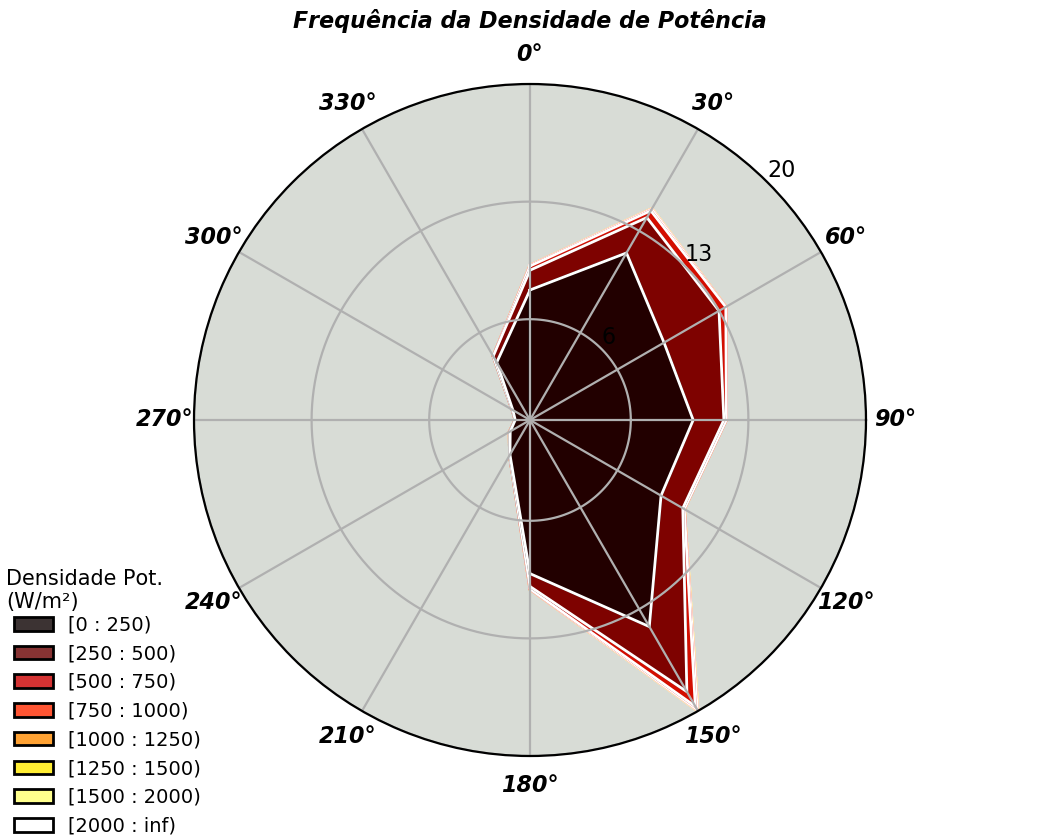 Frequência da Densidade de Potência
0°
330°
30°
20
300°
60°
13
6
270°
90°
Densidade Pot.
(W/m²)
240°
120°
[0 : 250)
[250 : 500)
[500 : 750)
[750 : 1000)
210°
150°
[1000 : 1250)
[1250 : 1500)
180°
[1500 : 2000)
[2000 : inf)